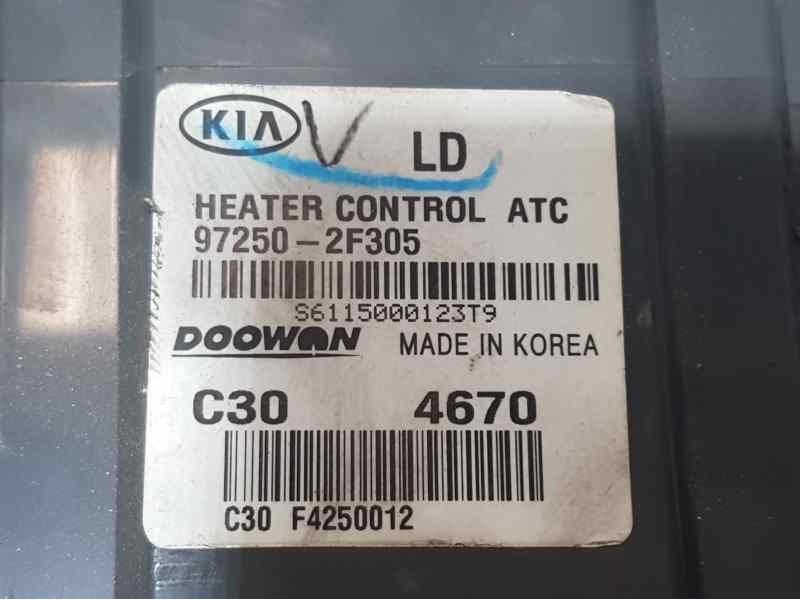 KIA V LD
HEATER CONTROL ATC
97250-2F305
S6115000123T9
DOOWON MADE IN KOREA
C30 4670
C30 F4250012